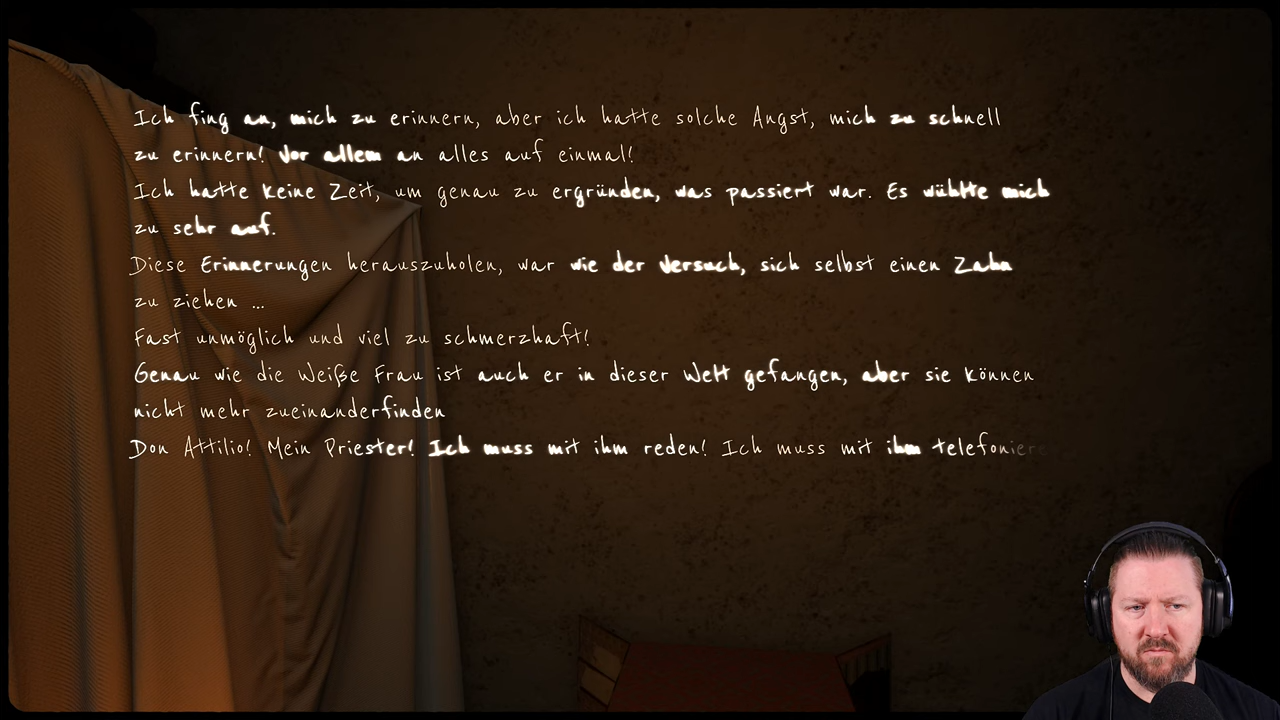 Ich fing an, mich zu erinnern, aber ich hatte solche Angst, mich zu schnell
zu erinnern! Vor allem an alles auf einmal!
Ich hatte keine Zeit, um genau zu ergründen, was passiert war. Es wühlte mich
zu sehr auf.
Diese Erinnerungen herauszuholen, war wie der Versuch, sich selbst einen Zahn
zu ziehen ...
Fast unmöglich und viel zu schmerzhaft!
Genau wie die Weiße Frau ist auch er in dieser Welt gefangen, aber sie können
nicht mehr zueinanderfinden
Don Attilio! Mein Priester! Ich muss mit ihm reden! Ich muss mit ihm telefoniere